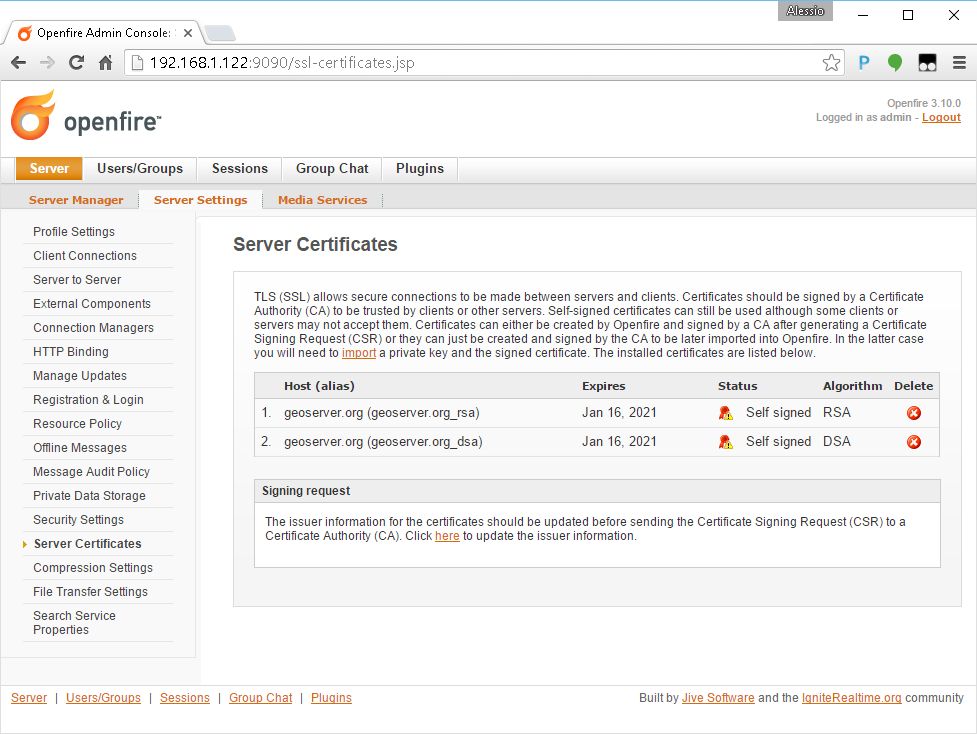 Alessio
Openfire Admin Console:
192.168.1.122:9090/ssl-certificates.jsp
P
openfire™
Openfire 3.10.0
Logged in as admin - Logout
Server Users/Groups Sessions Group Chat Plugins
Server Manager Server Settings Media Services
Profile Settings
Client Connections
Server to Server
External Components
Connection Managers
HTTP Binding
Manage Updates
Registration & Login
Resource Policy
Offline Messages
Message Audit Policy
Private Data Storage
Security Settings
Server Certificates
Compression Settings
File Transfer Settings
Search Service
Properties
Server Certificates
TLS (SSL) allows secure connections to be made between servers and clients. Certificates should be signed by a Certificate
Authority (CA) to be trusted by clients or other servers. Self-signed certificates can still be used although some clients or
servers may not accept them. Certificates can either be created by Openfire and signed by a CA after generating a Certificate
Signing Request (CSR) or they can just be created and signed by the CA to be later imported into Openfire. In the latter case
you will need to import a private key and the signed certificate. The installed certificates are listed below.
Host (alias) Expires Status Algorithm Delete
1. geoserver.org (geoserver.org_rsa) Jan 16, 2021 Self signed RSA
2. geoserver.org (geoserver.org_dsa) Jan 16, 2021 Self signed DSA
Signing request
The issuer information for the certificates should be updated before sending the Certificate Signing Request (CSR) to a
Certificate Authority (CA). Click here to update the issuer information.
Server | Users/Groups | Sessions | Group Chat | Plugins
Built by Jive Software and the IgniteRealtime.org community